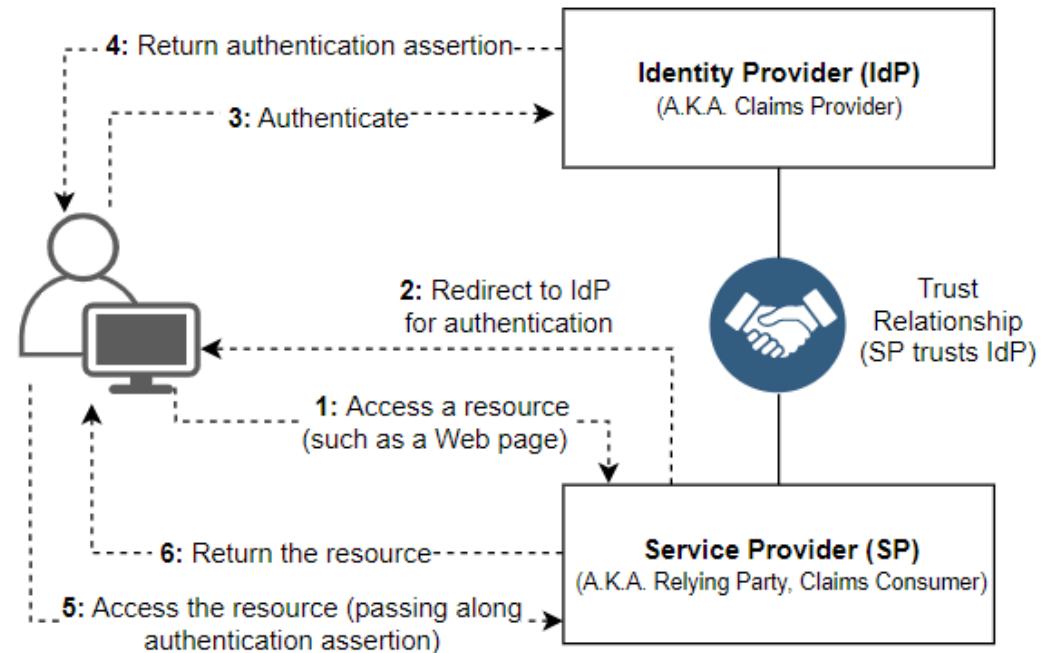 4: Return authentication assertion
Identity Provider (IdP)
(A.K.A. Claims Provider)
3: Authenticate
2: Redirect to IdP
for authentication
Trust
Relationship
(SP trusts IdP)
1: Access a resource
(such as a Web page)
6: Return the resource
Service Provider (SP)
(A.K.A. Relying Party, Claims Consumer)
5: Access the resource (passing along
authentication assertion)